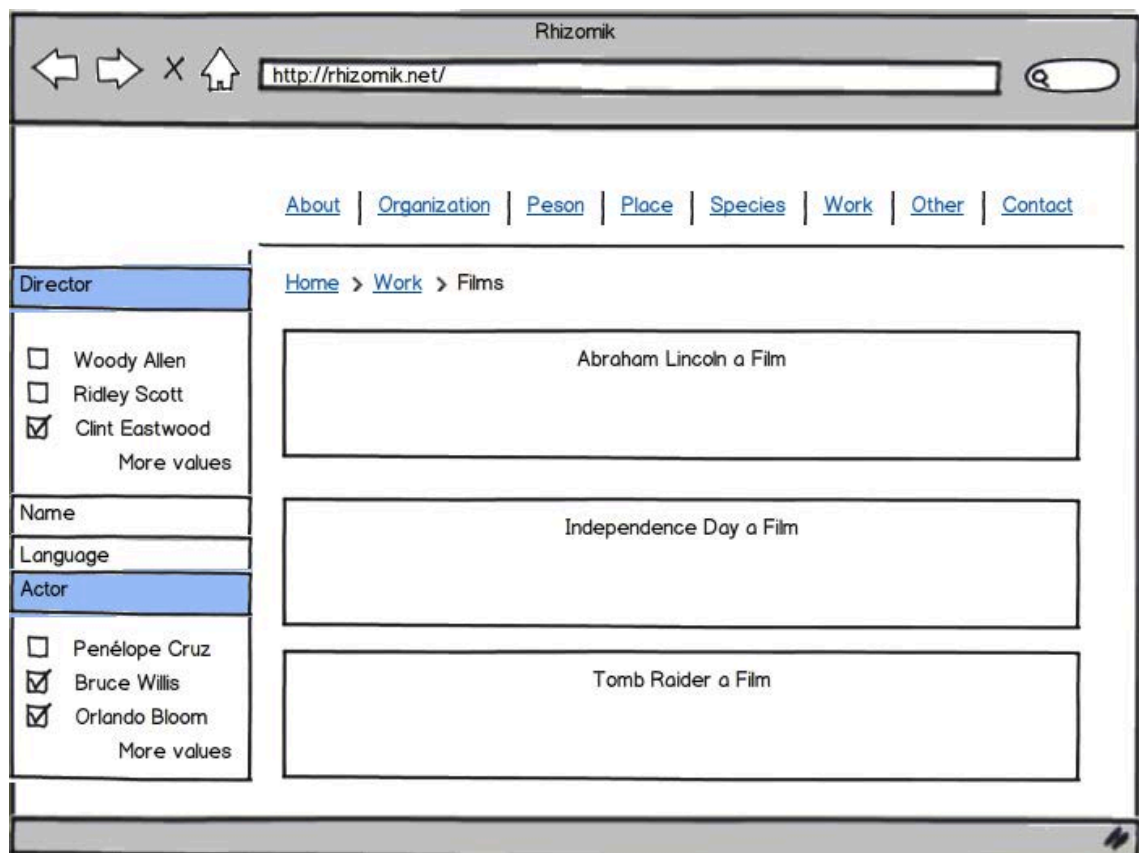 Rhizomik
http://rhizomik.net/
About Organization Peson Place Species Work Other Contact
Home > Work > Films
Director
Woody Allen
Ridley Scott
Clint Eastwood
More values
Name
Language
Actor
Penélope Cruz
Bruce Willis
Orlando Bloom
More values
Abraham Lincoln a Film
Independence Day a Film
Tomb Raider a Film